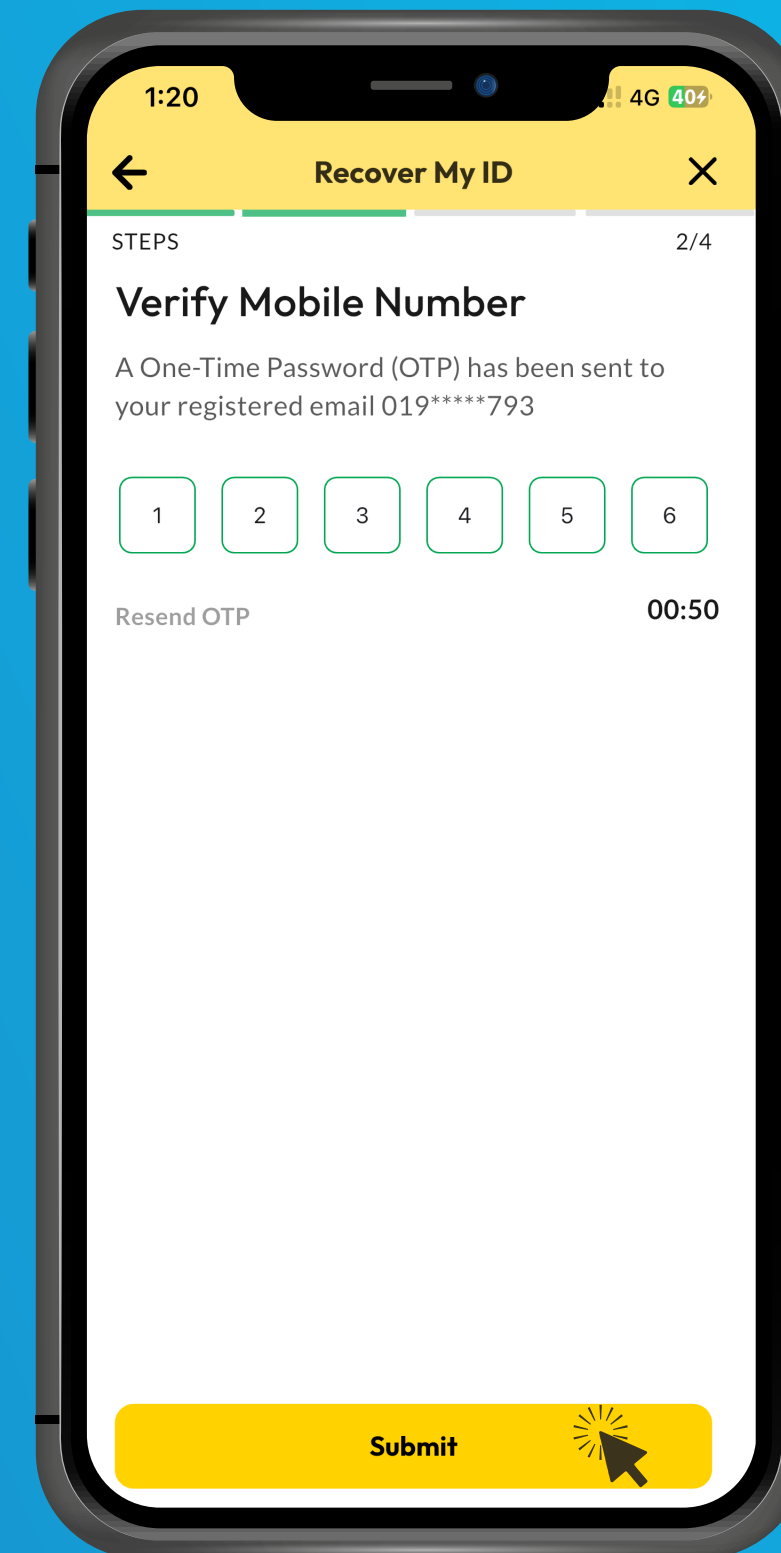 1:20
4G 40
Recover My ID
STEPS 2/4
Verify Mobile Number
A One-Time Password (OTP) has been sent to
your registered email 019*****793
1 2 3 4 5 6
Resend OTP 00:50
Submit